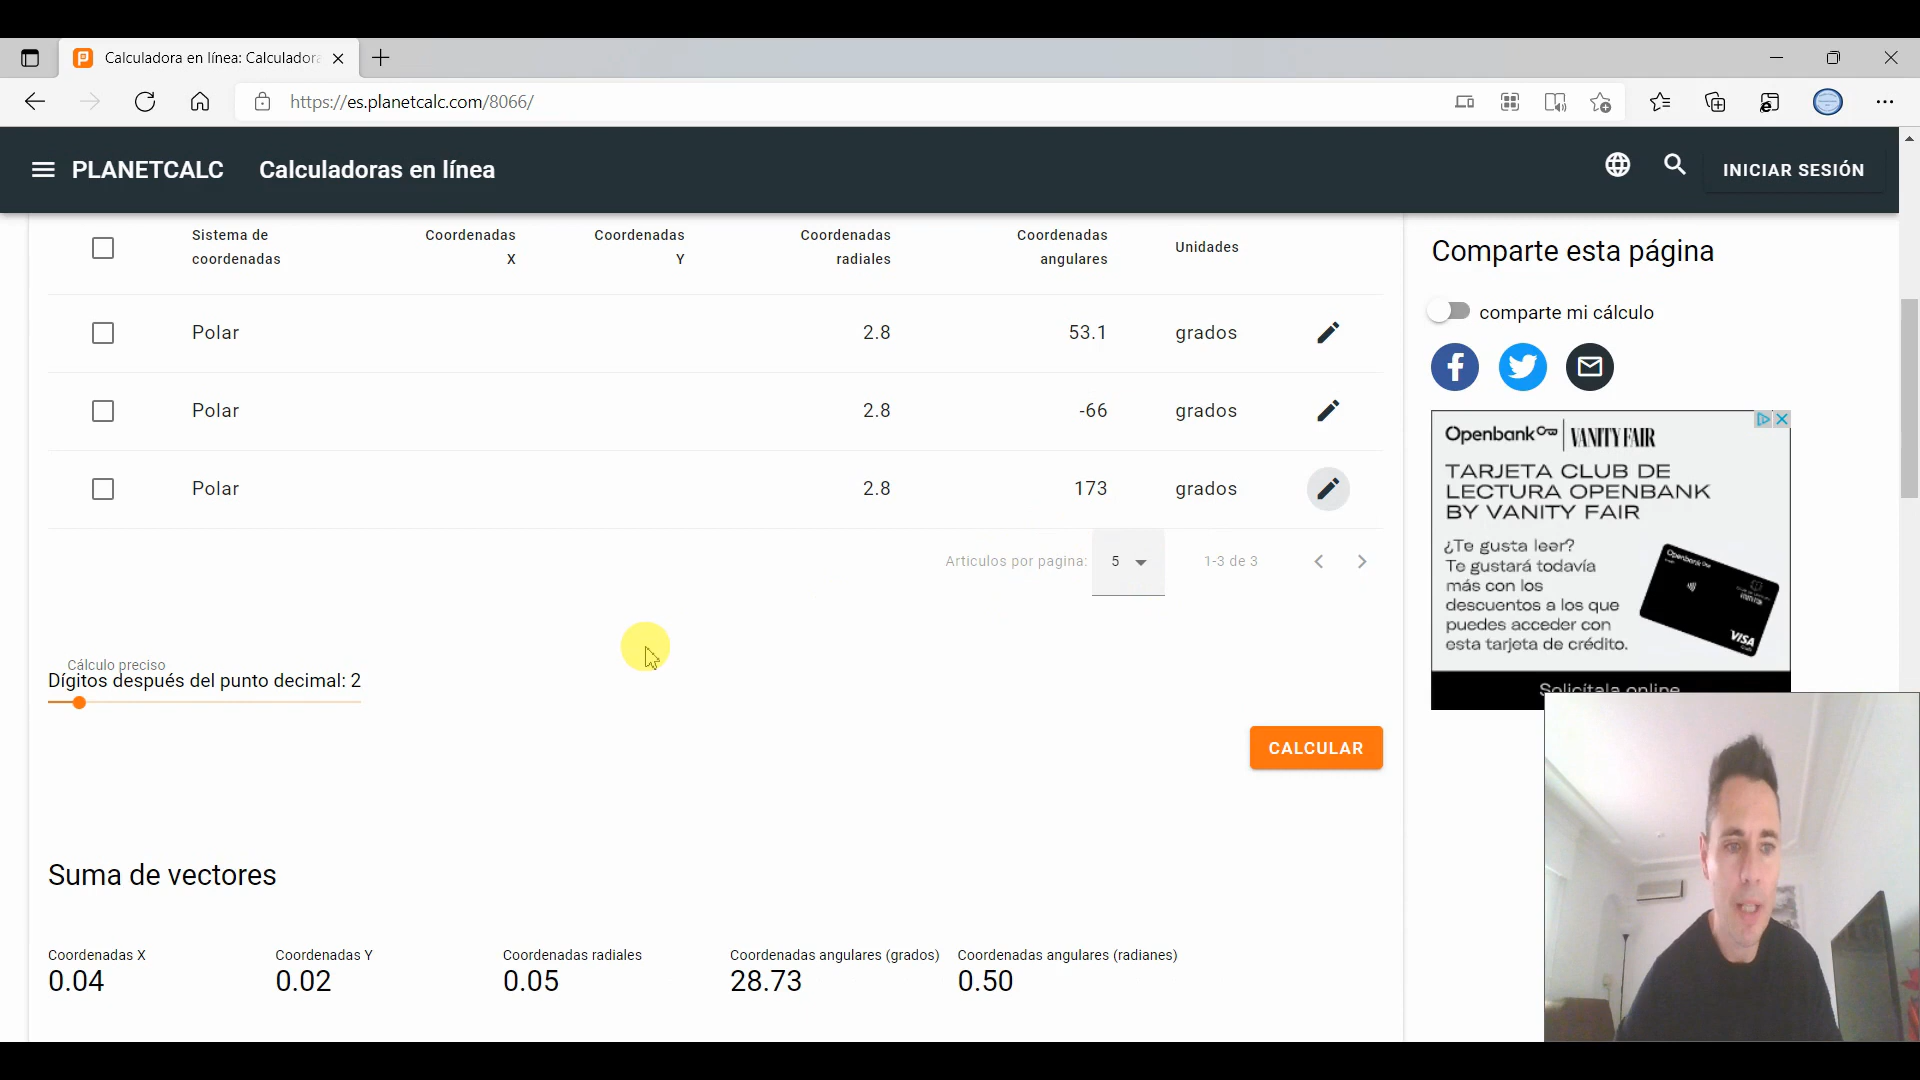 Calculadora en línea: Calculadora
https://es.planetcalc.com/8066/
PLANETCALC
Calculadoras en línea
INICIAR SESIÓN
Sistema de coordenadas
Coordenadas X
Coordenadas Y
Coordenadas radiales
Coordenadas angulares
Unidades
Polar 2.8 53.1 grados
Polar 2.8 -66 grados
Polar 2.8 173 grados
Articulos por pagina: 5 1-3 de 3
Cálculo preciso
Dígitos después del punto decimal: 2
CALCULAR
Suma de vectores
Coordenadas X
0.04
Coordenadas Y
0.02
Coordenadas radiales
0.05
Coordenadas angulares (grados)
28.73
Coordenadas angulares (radianes)
0.50
Comparte esta página
comparte mi cálculo
Openbank VANITY FAIR
TARJETA CLUB DE
LECTURA OPENBANK
BY VANITY FAIR
¿Te gusta leer?
Te gustará todavía
más con los
descuentos a los que
puedes acceder con
esta tarjeta de crédito.
VISA
Solicítala online